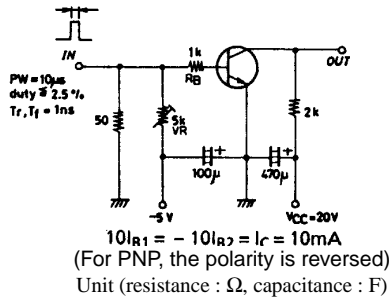 IN
PW=10μs
duty≦2.5%
Tr, Tf=1ns
50
5k
VR
1k
RB
OUT
2k
100μ
+
470μ
+
-5V
VCC=20V
10IB1 = - 10IB2 = IC = 10mA
(For PNP, the polarity is reversed)
Unit (resistance : Ω, capacitance : F)